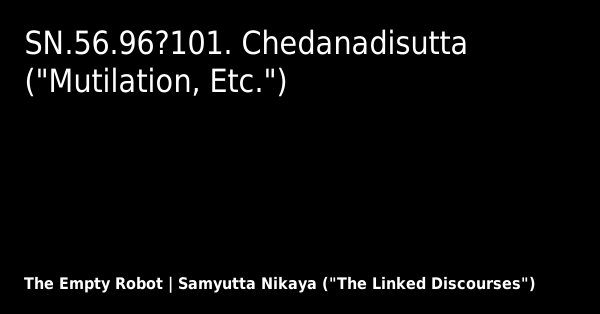 SN.56.96?101. Chedanadisutta
("Mutilation, Etc.")
The Empty Robot | Samyutta Nikaya ("The Linked Discourses")